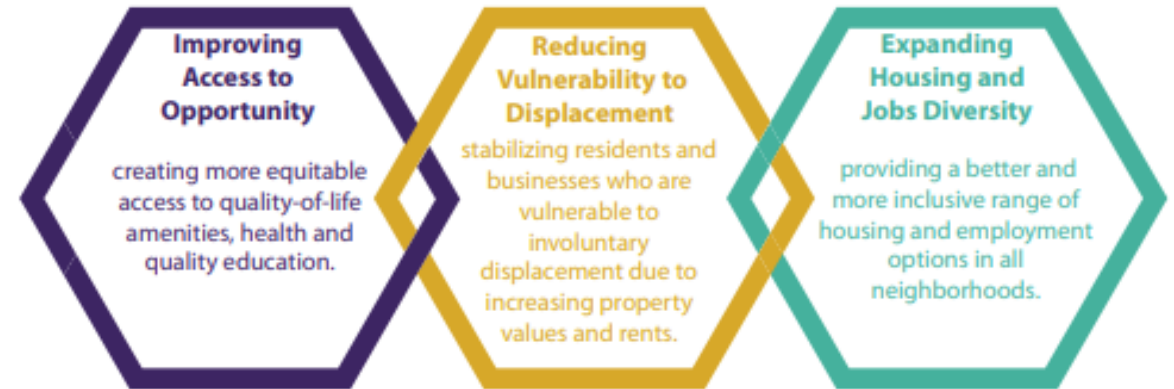 Improving
Access to
Opportunity
creating more equitable
access to quality-of-life
amenities, health and
quality education.
Reducing
Vulnerability to
Displacement
stabilizing residents and
businesses who are
vulnerable to
involuntary
displacement due to
increasing property
values and rents.
Expanding
Housing and
Jobs Diversity
providing a better and
more inclusive range of
housing and employment
options in all
neighborhoods.